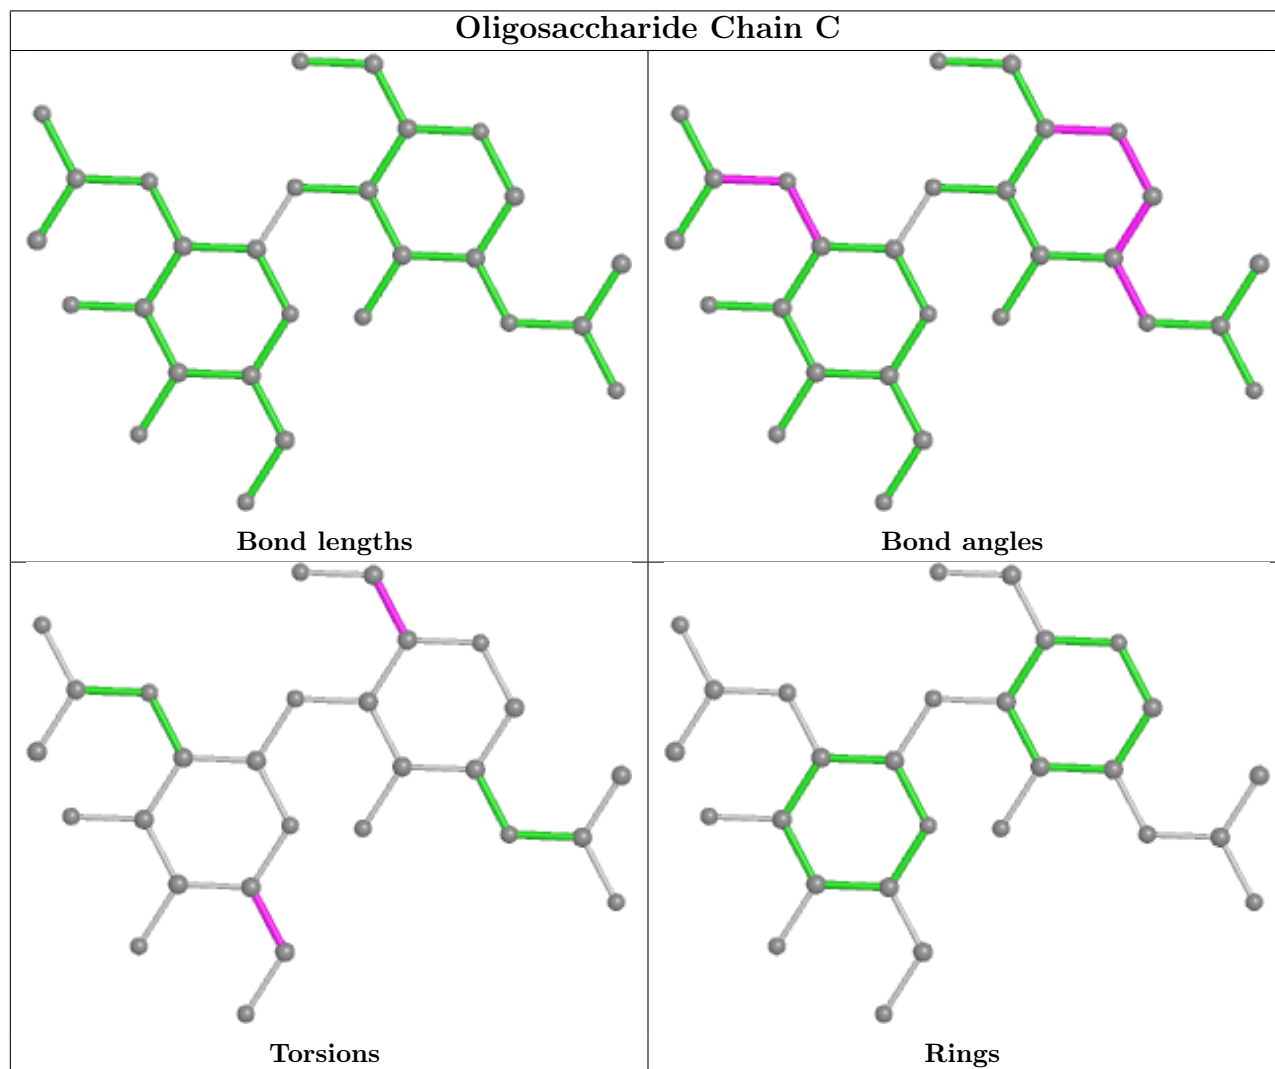 Oligosaccharide Chain C
Bond lengths
Bond angles
Torsions
Rings